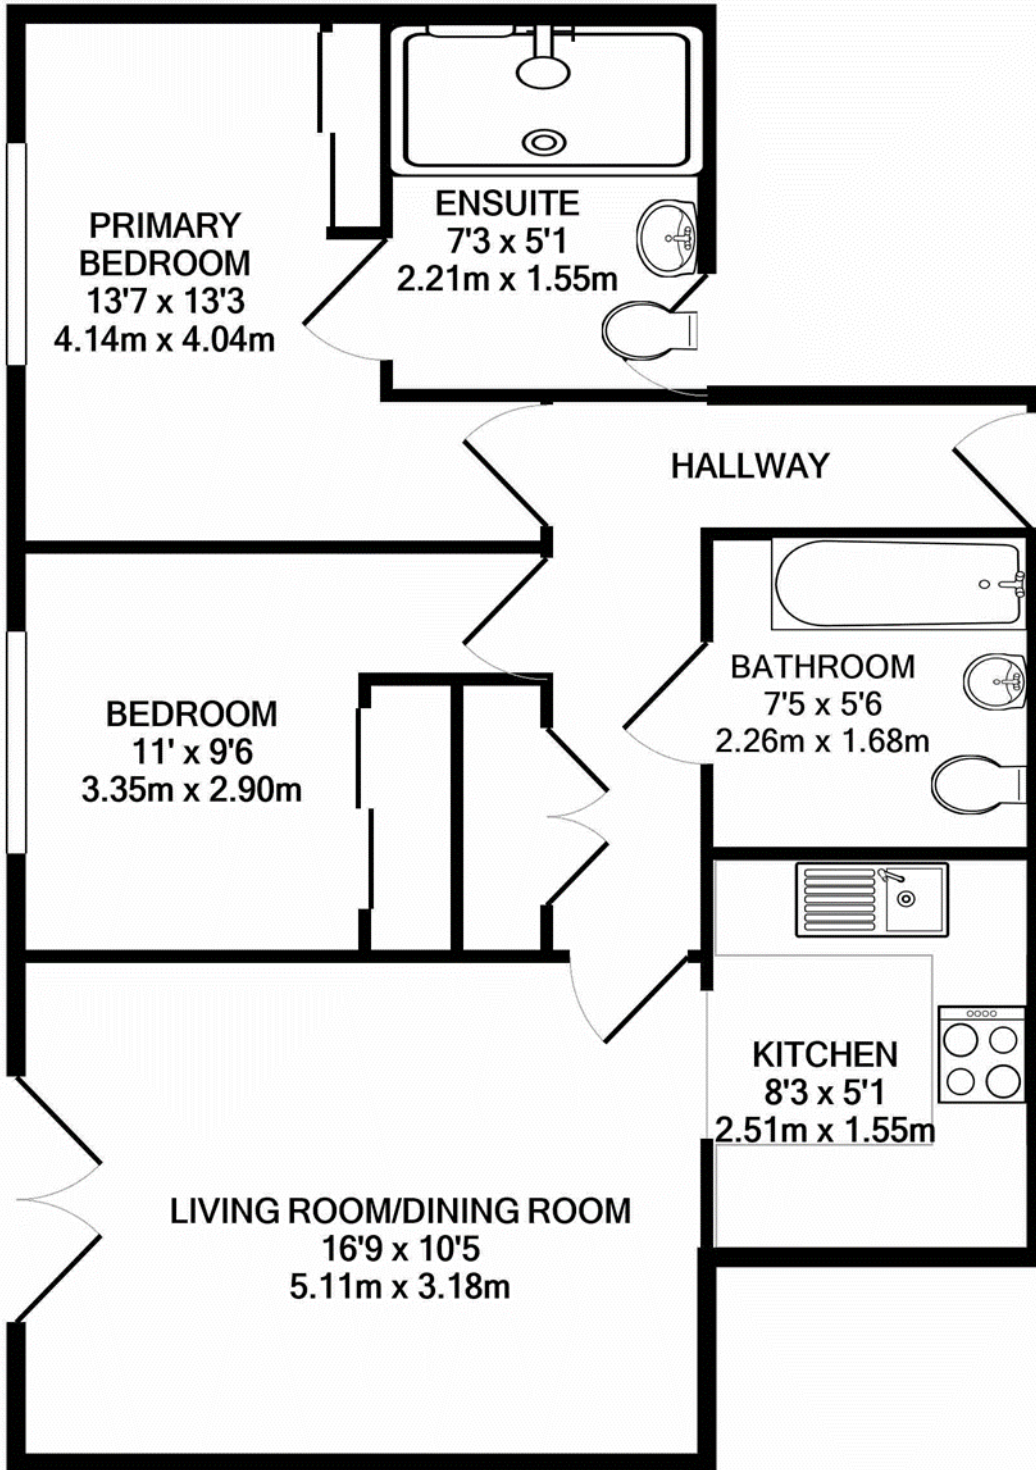 PRIMARY
BEDROOM
13'7 x 13'3
4.14m x 4.04m
ENSUITE
7'3 x 5'1
2.21m x 1.55m
HALLWAY
BEDROOM
11' x 9'6
3.35m x 2.90m
BATHROOM
7'5 x 5'6
2.26m x 1.68m
KITCHEN
8'3 x 5'1
2.51m x 1.55m
LIVING ROOM/DINING ROOM
16'9 x 10'5
5.11m x 3.18m